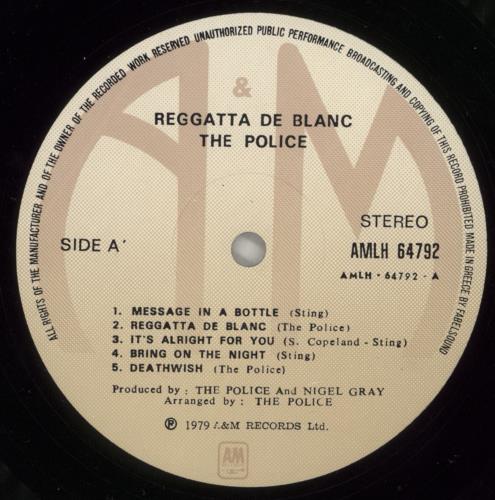 ALL RIGHTS OF THE MANUFACTURER AND OF THE OWNER OF THE RECORDED WORK RESERVED UNAUTHORIZED PUBLIC PERFORMANCE BROADCASTING AND COPYING OF THIS RECORD PROHIBITED MADE IN GREECE BY FABELSOUND
A&M
REGGATTA DE BLANC
THE POLICE
STEREO
SIDE A'
AMLH 64792
AMLH · 64792 - A
1. MESSAGE IN A BOTTLE (Sting)
2. REGGATTA DE BLANC (The Police)
3. IT'S ALRIGHT FOR YOU (S. Copeland - Sting)
4. BRING ON THE NIGHT (Sting)
5. DEATHWISH (The Police)
Produced by: THE POLICE And NIGEL GRAY
Arranged by: THE POLICE
℗ 1979 A&M RECORDS Ltd.
AM